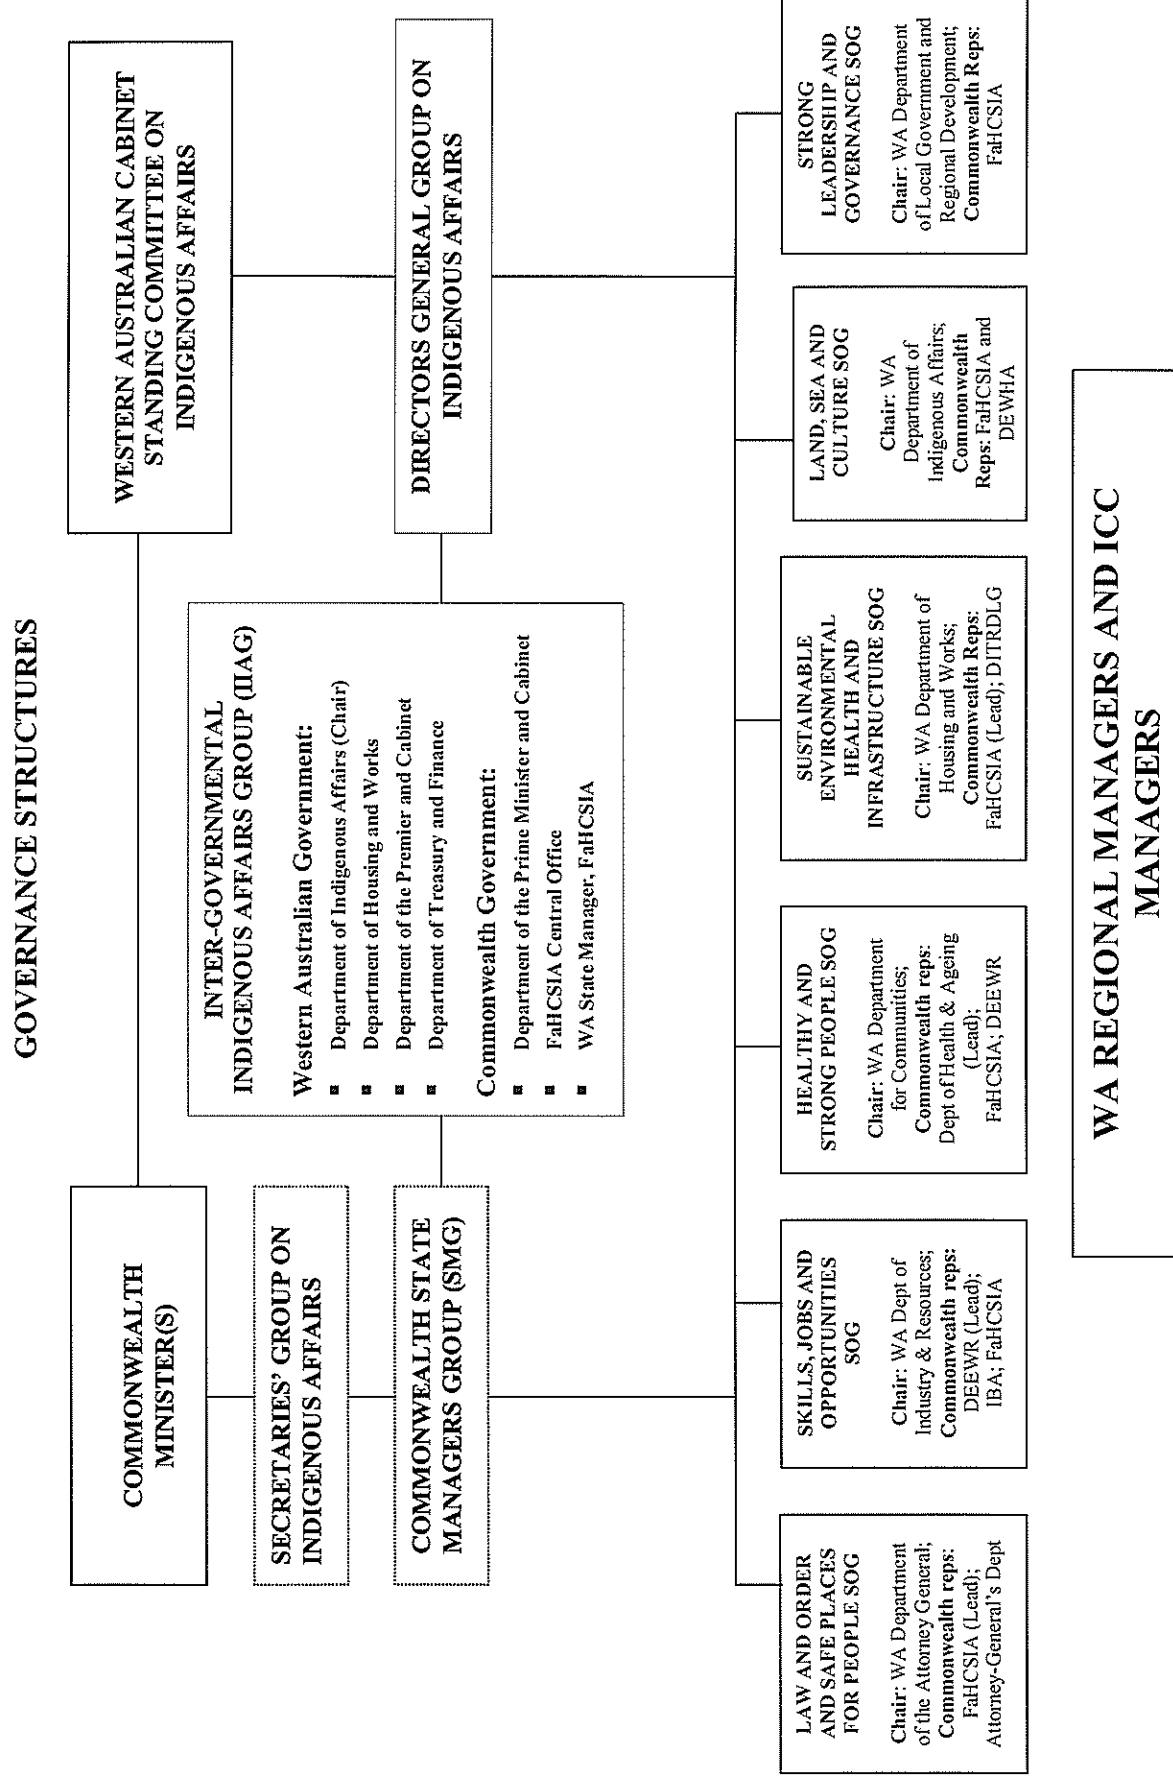 GOVERNANCE STRUCTURES
COMMONWEALTH
MINISTER(S)
WESTERN AUSTRALIAN CABINET
STANDING COMMITTEE ON
INDIGENOUS AFFAIRS
SECRETARIES' GROUP ON
INDIGENOUS AFFAIRS
COMMONWEALTH STATE
MANAGERS GROUP (SMG)
INTER-GOVERNMENTAL
INDIGENOUS AFFAIRS GROUP (IIAG)
Western Australian Government:
▪ Department of Indigenous Affairs (Chair)
▪ Department of Housing and Works
▪ Department of the Premier and Cabinet
▪ Department of Treasury and Finance
Commonwealth Government:
▪ Department of the Prime Minister and Cabinet
▪ FaHCSIA Central Office
▪ WA State Manager, FaHCSIA
DIRECTORS GENERAL GROUP ON
INDIGENOUS AFFAIRS
LAW AND ORDER
AND SAFE PLACES
FOR PEOPLE SOG
Chair: WA Department
of the Attorney General;
Commonwealth reps:
FaHCSIA (Lead);
Attorney-General's Dept
SKILLS, JOBS AND
OPPORTUNITIES
SOG
Chair: WA Dept of
Industry & Resources;
Commonwealth reps:
DEEWR (Lead);
IBA; FaHCSIA
HEALTHY AND
STRONG PEOPLE SOG
Chair: WA Department
for Communities;
Commonwealth reps:
Dept of Health & Ageing
(Lead);
FaHCSIA; DEEWR
SUSTAINABLE
ENVIRONMENTAL
HEALTH AND
INFRASTRUCTURE SOG
Chair: WA Department of
Housing and Works;
Commonwealth Reps:
FaHCSIA (Lead); DITRDLG
LAND, SEA AND
CULTURE SOG
Chair: WA
Department of
Indigenous Affairs;
Commonwealth
Reps: FaHCSIA and
DEWHA
STRONG
LEADERSHIP AND
GOVERNANCE SOG
Chair: WA Department
of Local Government and
Regional Development;
Commonwealth Reps:
FaHCSIA
WA REGIONAL MANAGERS AND ICC
MANAGERS